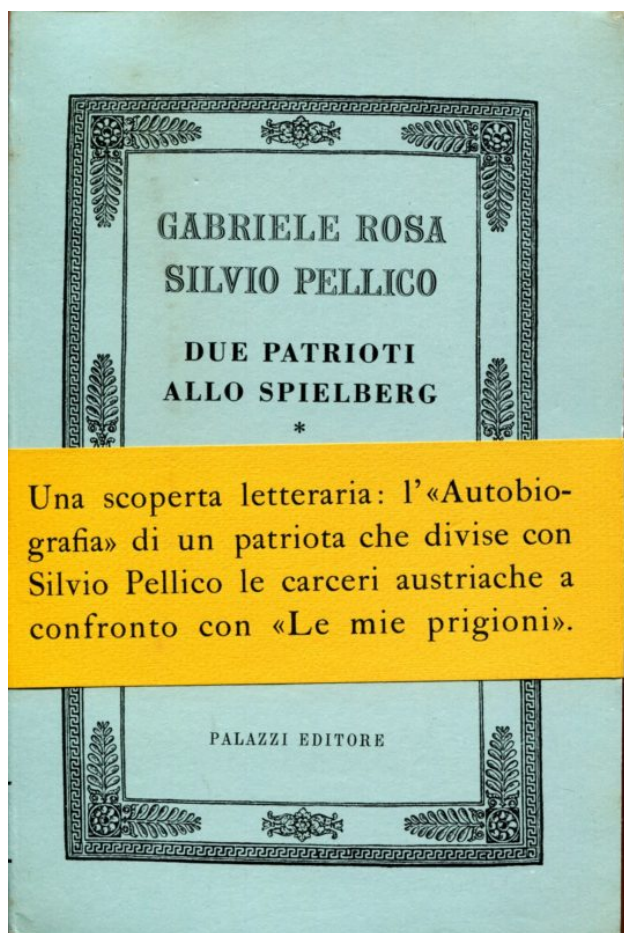 GABRIELE ROSA
SILVIO PELLICO
DUE PATRIOTI
ALLO SPIELBERG
*
Una scoperta letteraria: l'«Autobio-
grafia» di un patriota che divise con
Silvio Pellico le carceri austriache a
confronto con «Le mie prigioni».
PALAZZI EDITORE